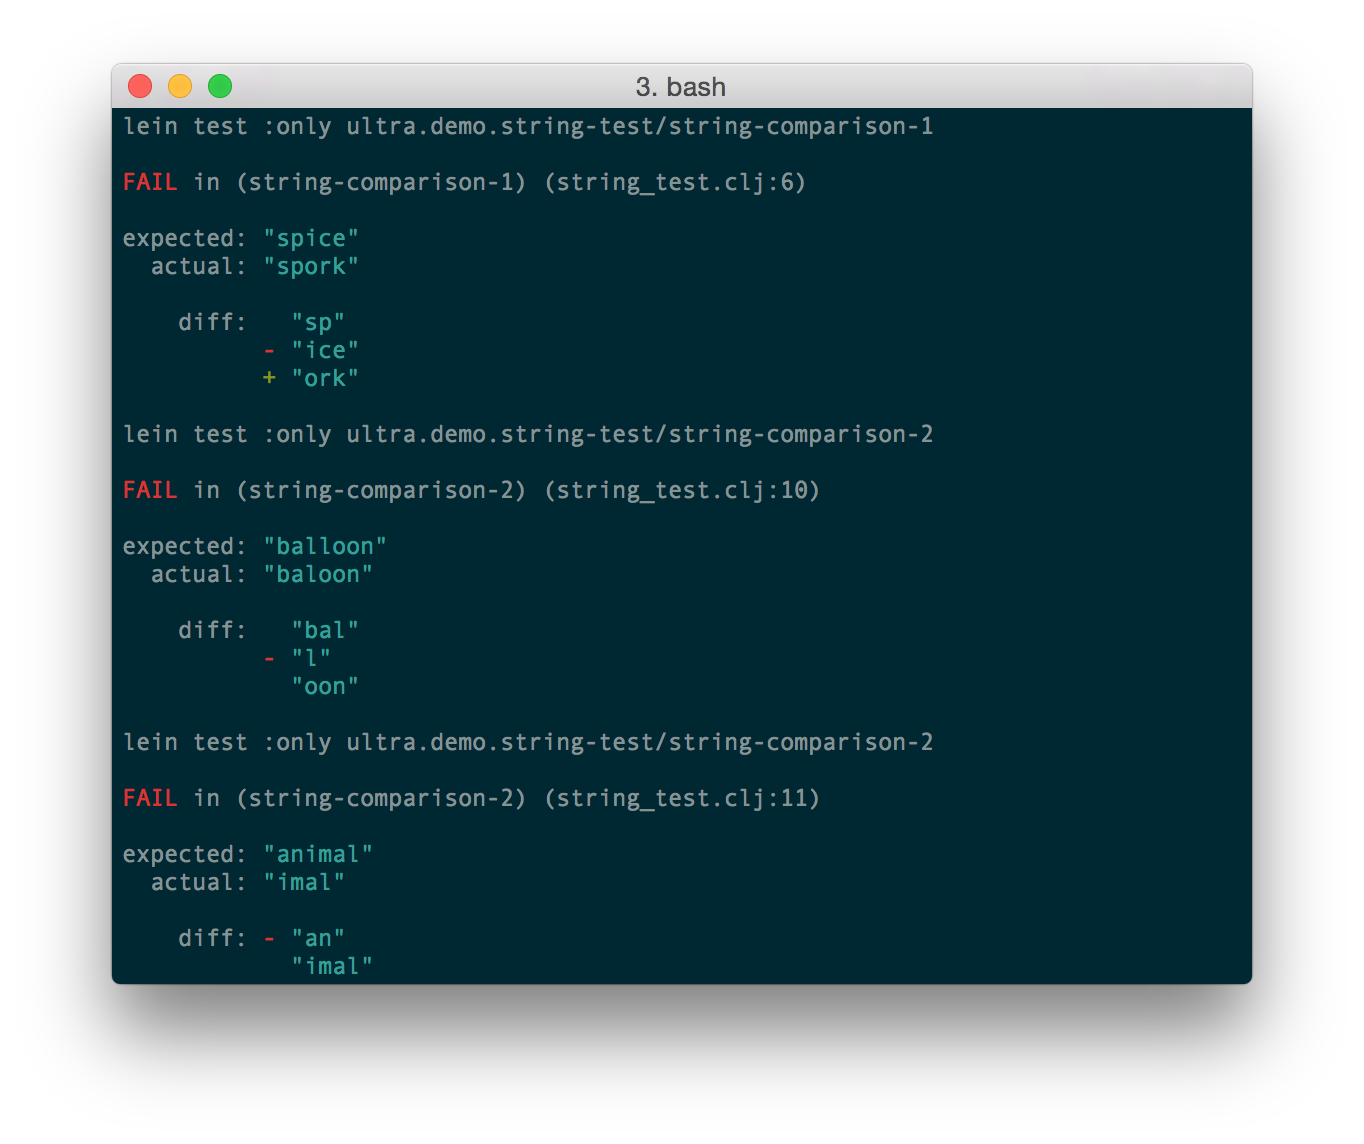 3. bash
lein test :only ultra.demo.string-test/string-comparison-1
FAIL in (string-comparison-1) (string_test.clj:6)
expected: "spice"
actual: "spork"
diff: "sp"
- "ice"
+ "ork"
lein test :only ultra.demo.string-test/string-comparison-2
FAIL in (string-comparison-2) (string_test.clj:10)
expected: "balloon"
actual: "baloon"
diff: "bal"
- "l"
"oon"
lein test :only ultra.demo.string-test/string-comparison-2
FAIL in (string-comparison-2) (string_test.clj:11)
expected: "animal"
actual: "imal"
diff: - "an"
"imal"